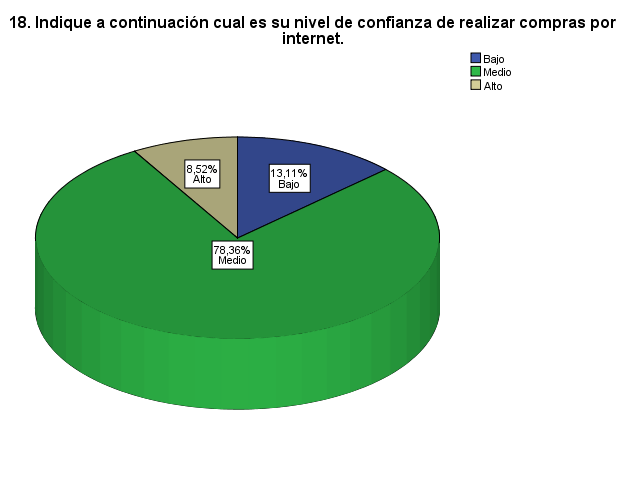 18. Indique a continuación cual es su nivel de confianza de realizar compras por
internet.
Bajo
Medio
Alto
8,52%
Alto
13,11%
Bajo
78,36%
Medio